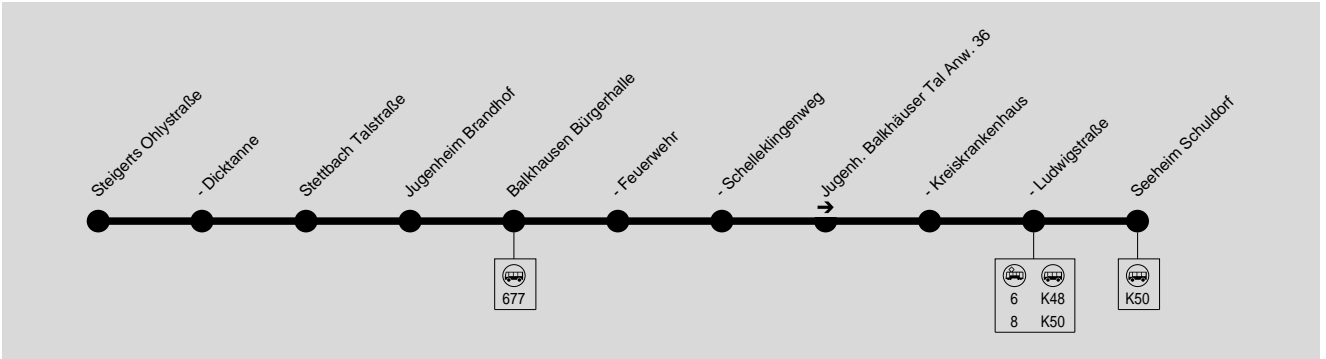 Steigerts Ohlystraße
- Dicktanne
Stettbach Talstraße
Jugenheim Brandhof
Balkhausen Bürgerhalle
- Feuerwehr
- Schelleklingenweg
Jugenh. Balkhäuser Tal Anw. 36
- Kreiskrankenhaus
- Ludwigstraße
Seeheim Schuldorf
677
6 K48
8 K50
K50